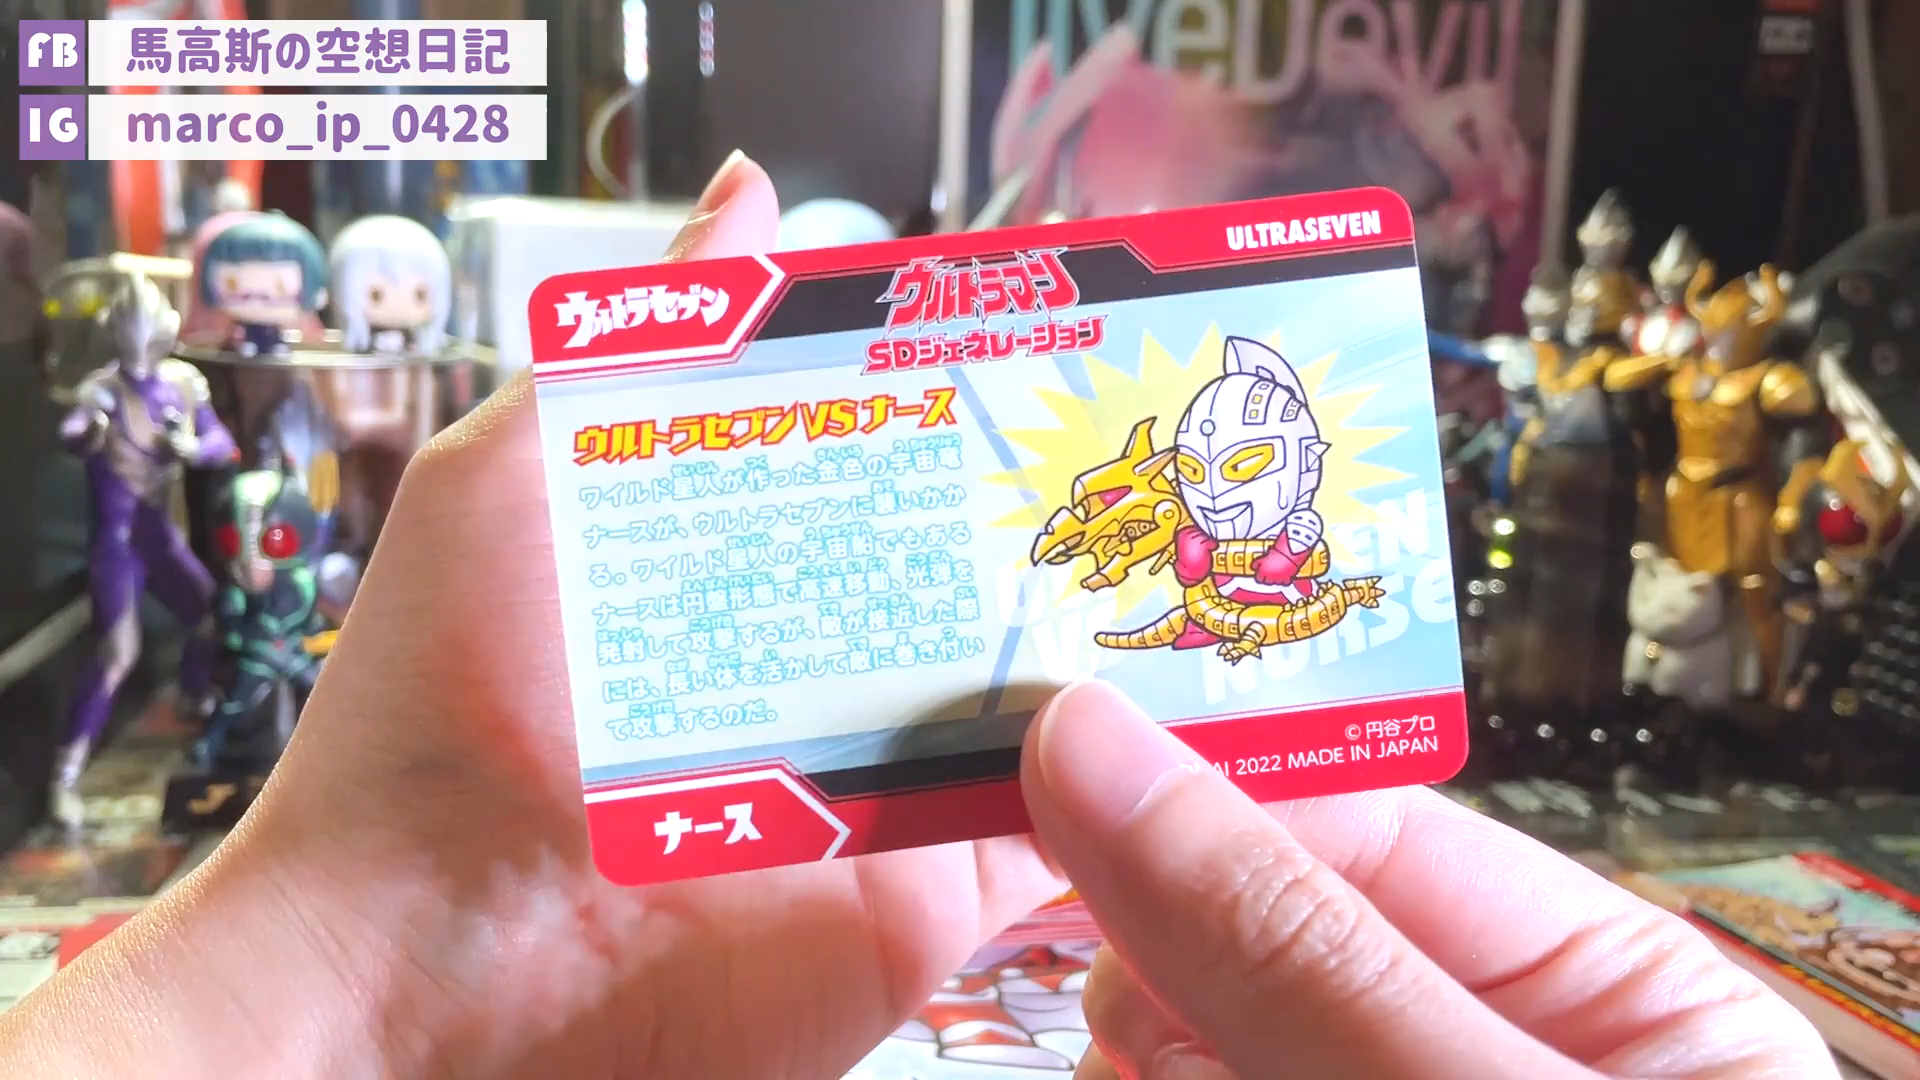 FB 馬高斯の空想日記
IG marco_ip_0428
LiveDevil
ULTRASEVEN
ウルトラセブン
ウルトラマン
SDジェネレーション
ウルトラセブンVSナース
ワイルド星人が作った金色の宇宙竜
ナースが、ウルトラセブンに襲いかか
る。ワイルド星人の宇宙船でもある
ナースは円盤形態で高速移動、光弾を
発射して攻撃するが、敵が接近した際
には、長い体を活かして敵に巻き付い
て攻撃するのだ。
VS
NURSE
© 円谷プロ
2022 MADE IN JAPAN
ナース